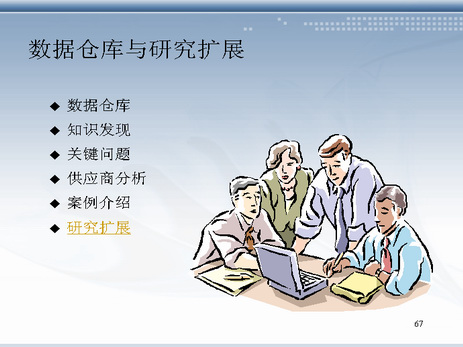 数据仓库与研究扩展
◆ 数据仓库
◆ 知识发现
◆ 关键问题
◆ 供应商分析
◆ 案例介绍
◆ 研究扩展
67